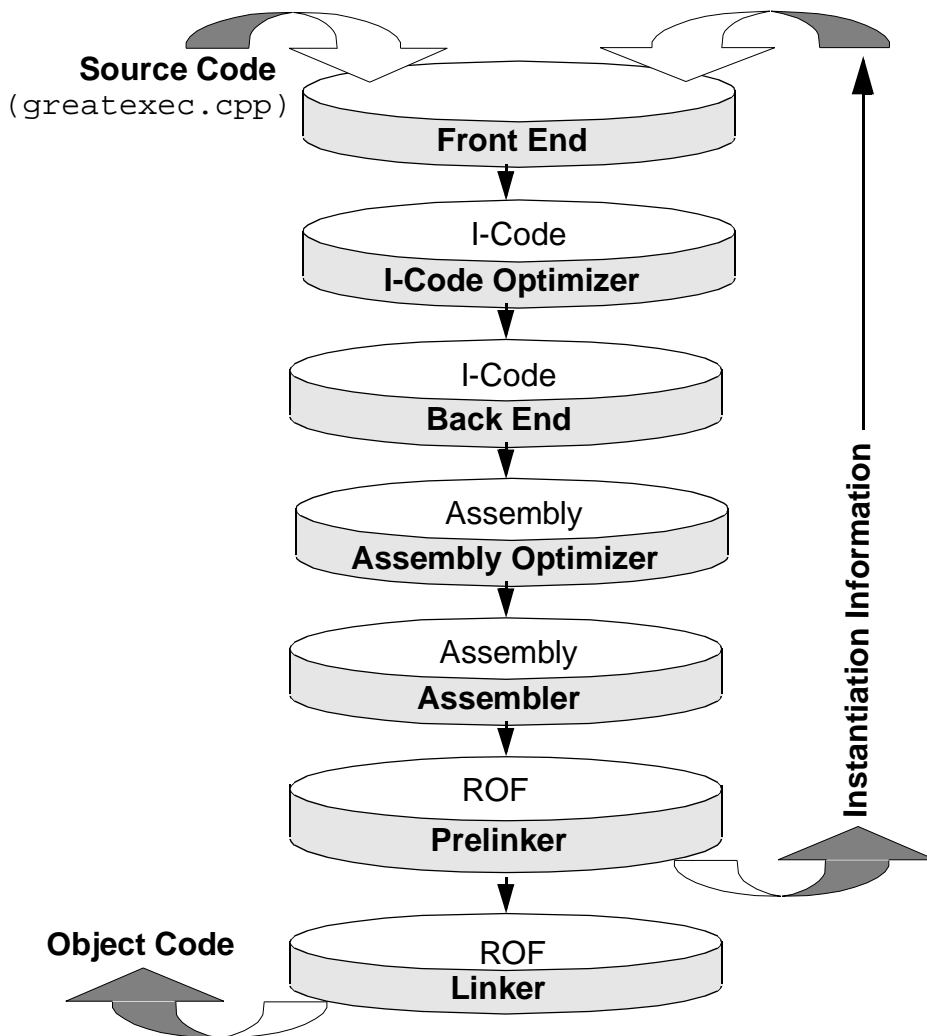 Source Code
(greatexec.cpp)
Front End
I-Code
I-Code Optimizer
I-Code
Back End
Assembly
Assembly Optimizer
Assembly
Assembler
ROF
Prelinker
Instantiation Information
Object Code
ROF
Linker